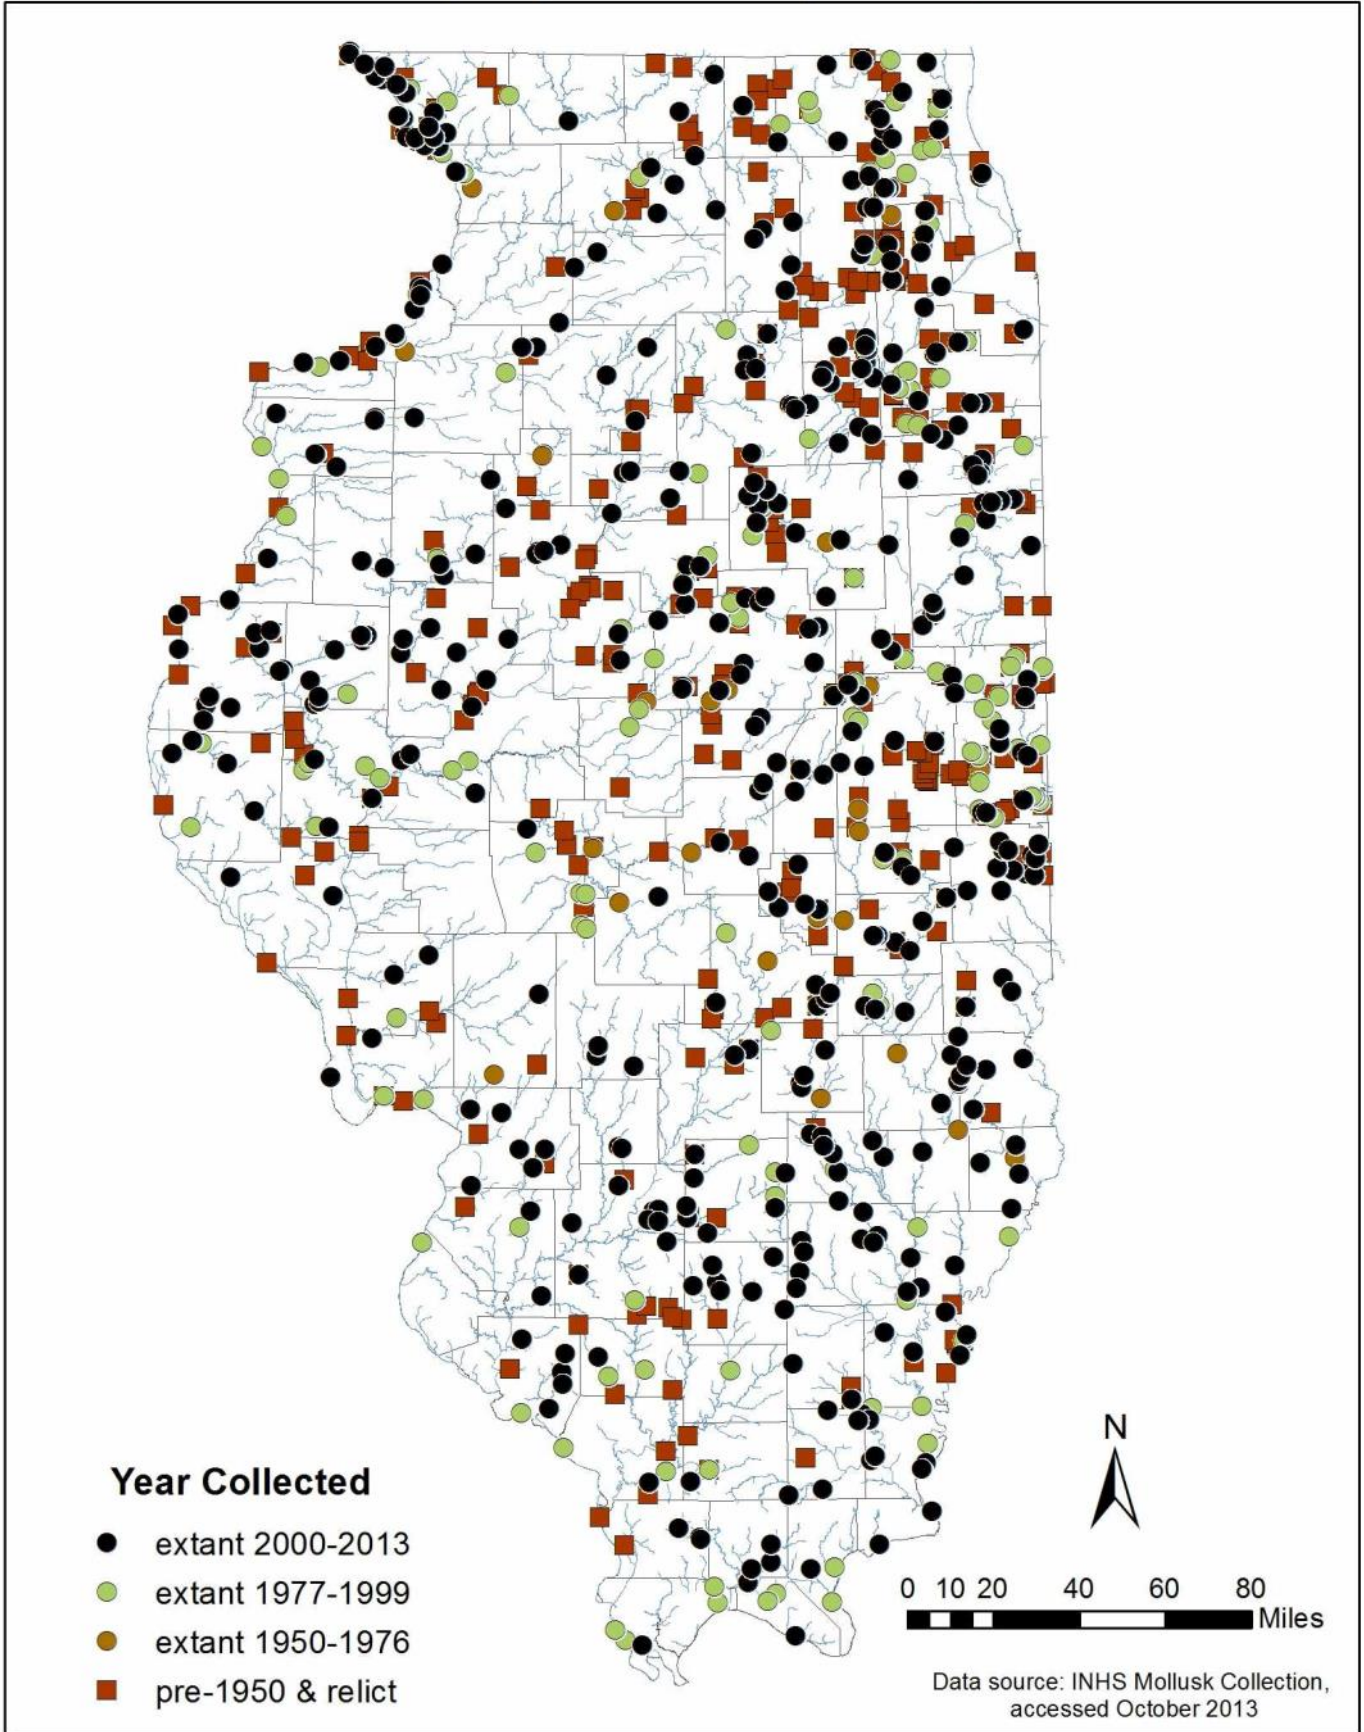 Year Collected
extant 2000-2013
extant 1977-1999
extant 1950-1976
pre-1950 & relict
N
0 10 20 40 60 80
Miles
Data source: INHS Mollusk Collection,
accessed October 2013